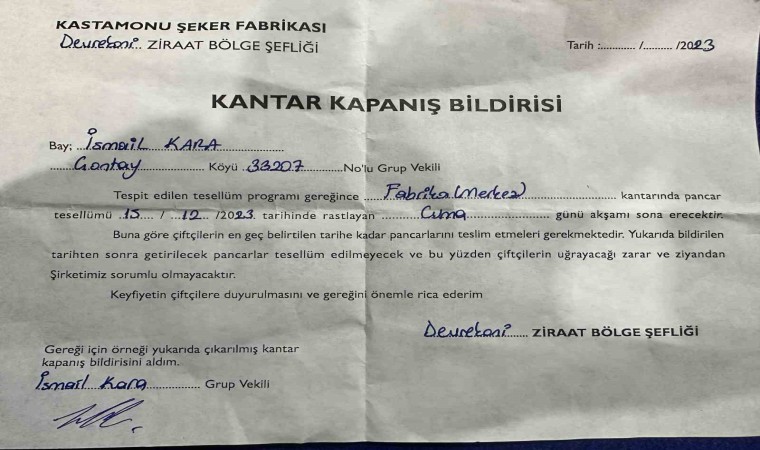 KASTAMONU ŞEKER FABRİKASI
Devrekani... ZİRAAT BÖLGE ŞEFLİĞİ
Tarih :............ /.......... /2023
KANTAR KAPANIŞ BİLDİRİSİ
Bay; ...İsmail KARA..................
.........Çontay..................... Köyü ..33207.............No'lu Grup Vekili
Tespit edilen tesellüm programı gereğince ......Fabrika(Merkez)........................ kantarında pancar
tesellümü ..15.... / ...12... /2023. tarihinde rastlayan ..........Cuma....................... günü akşamı sona erecektir.
Buna göre çiftçilerin en geç belirtilen tarihe kadar pancarlarını teslim etmeleri gerekmektedir. Yukarıda bildirilen
tarihten sonra getirilecek pancarlar tesellüm edilmeyecek ve bu yüzden çiftçilerin uğrayacağı zarar ve ziyandan
Şirketimiz sorumlu olmayacaktır.
Keyfiyetin çiftçilere duyurulmasını ve gereğini önemle rica ederim
Devrekani.... ZİRAAT BÖLGE ŞEFLİĞİ
Gereği için örneği yukarıda çıkarılmış kantar
kapanış bildirisini aldım.
İsmail Kara................. Grup Vekili